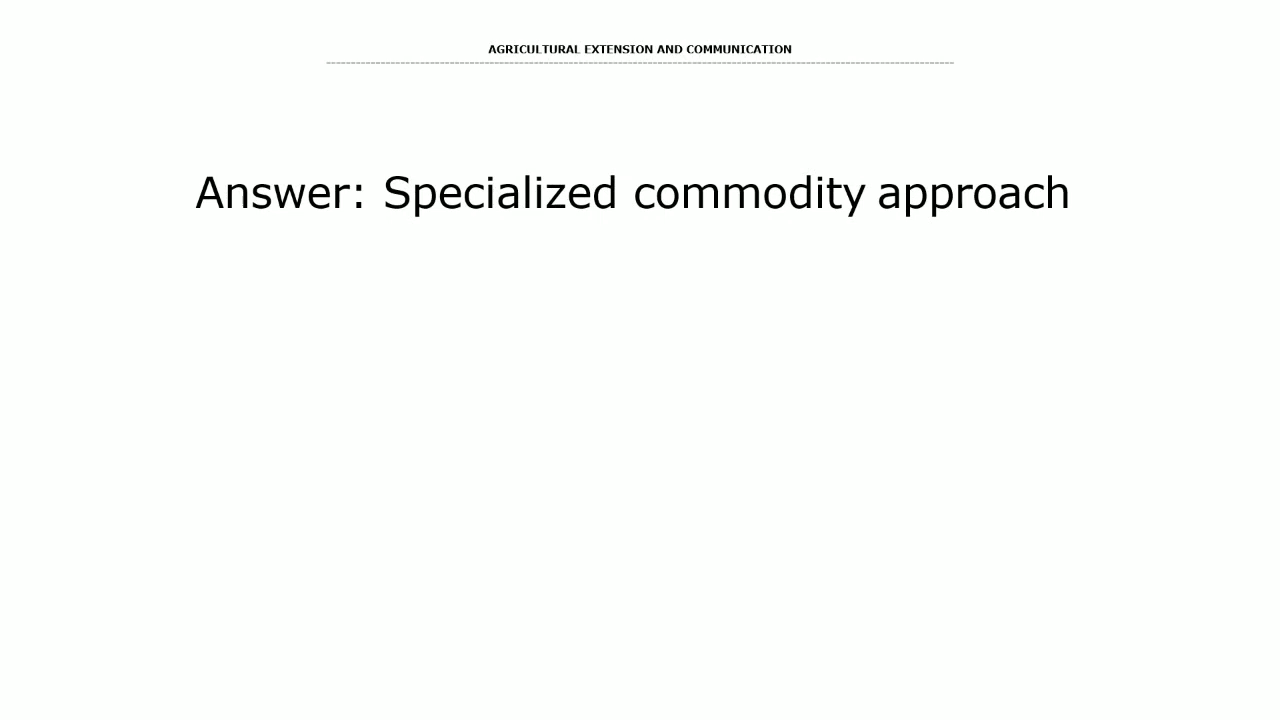 AGRICULTURAL EXTENSION AND COMMUNICATION
Answer: Specialized commodity approach